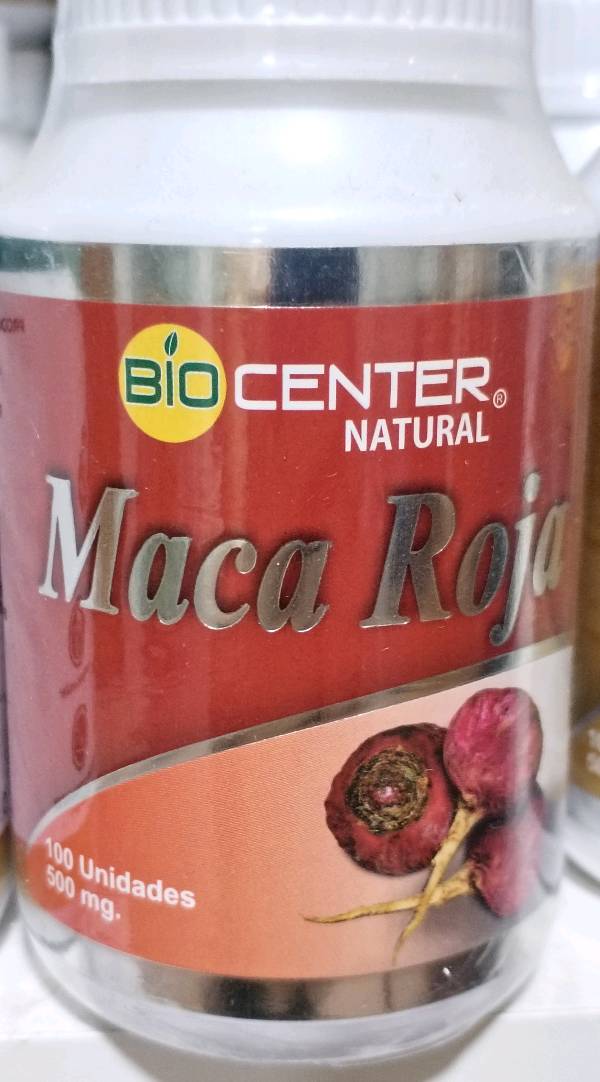 BIO CENTER®
NATURAL
Maca Roja
100 Unidades
500 mg.